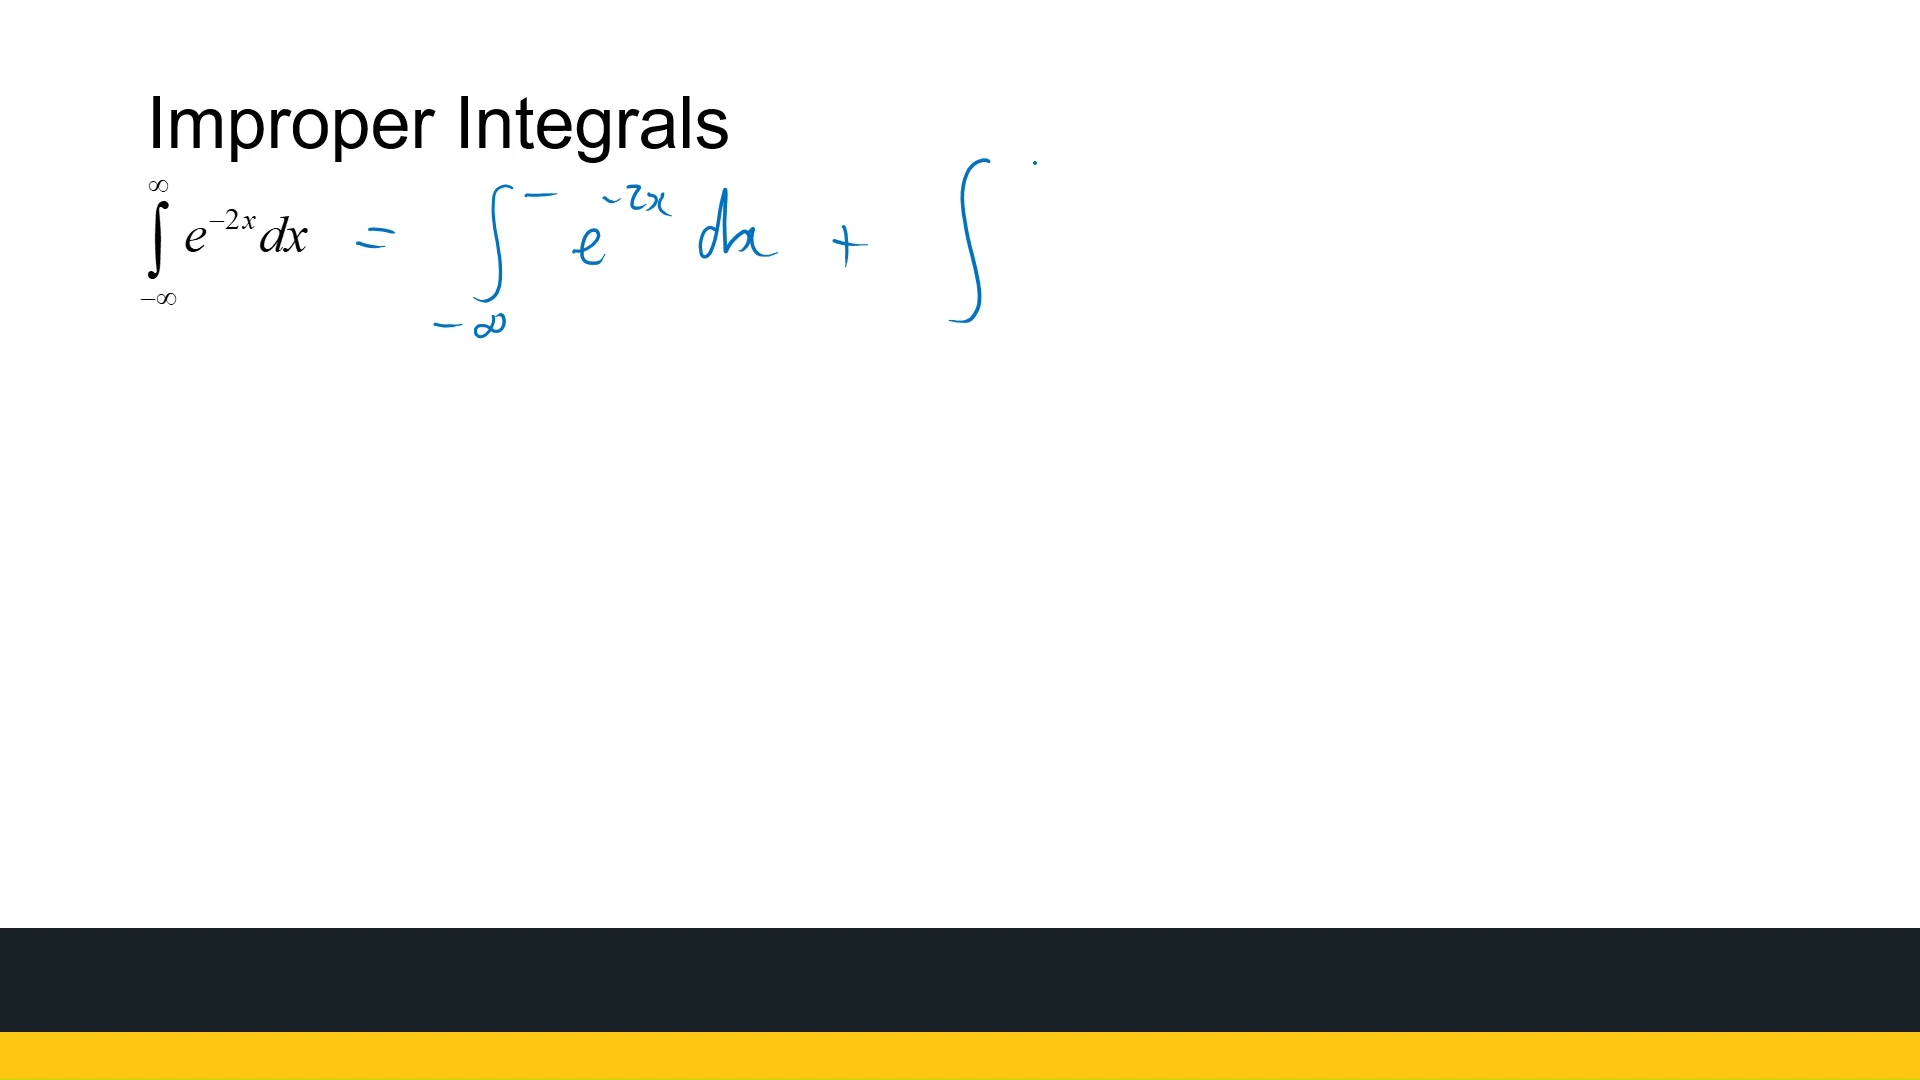 Improper Integrals
∫_{-∞}^{∞} e^{-2x} dx = ∫_{-∞}^{-} e^{-2x} dx + ∫